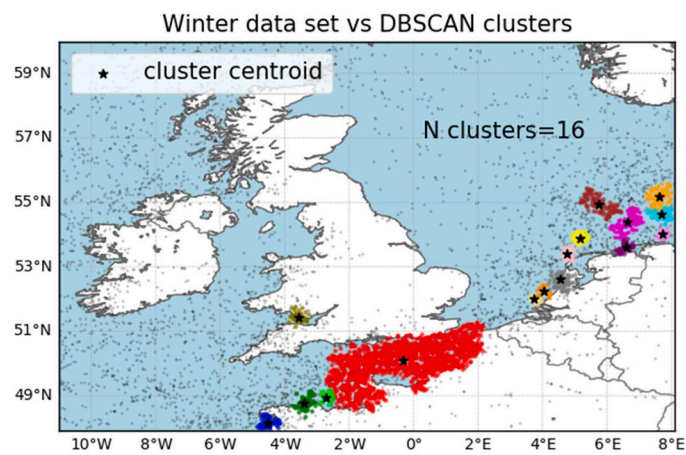 Winter data set vs DBSCAN clusters
cluster centroid
N clusters=16
59°N
57°N
55°N
53°N
51°N
49°N
10°W 8°W 6°W 4°W 2°W 0° 2°E 4°E 6°E 8°E